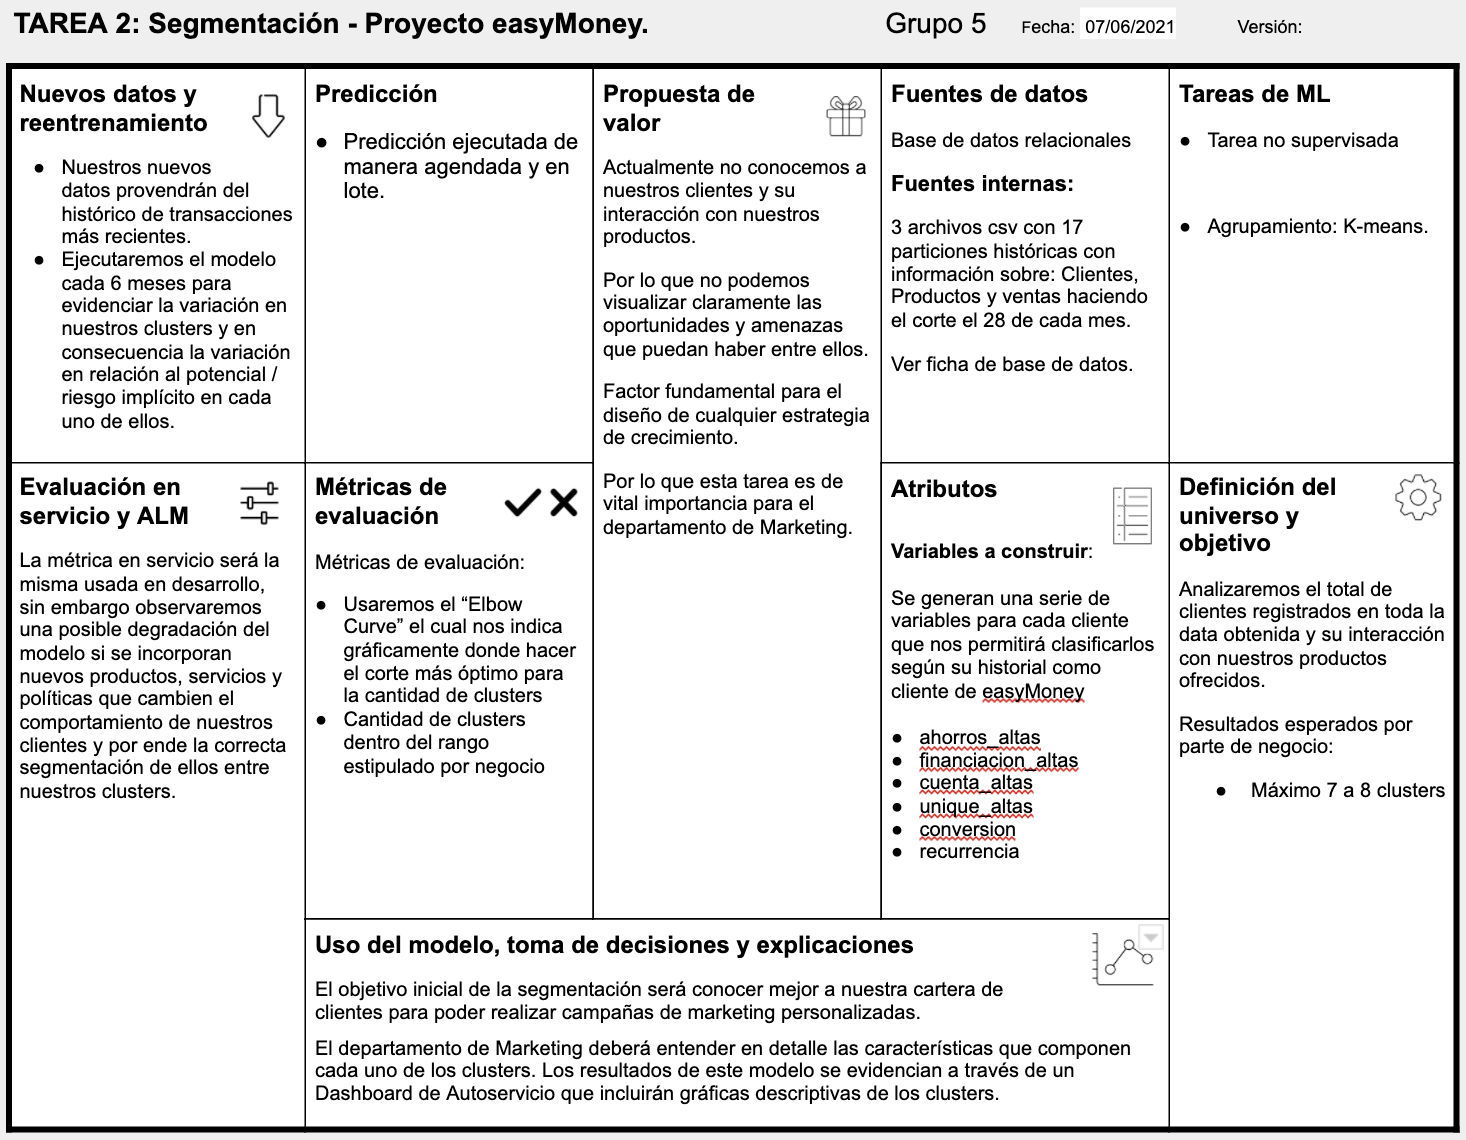 TAREA 2: Segmentación - Proyecto easyMoney.
Grupo 5
Fecha: 07/06/2021
Versión:
Nuevos datos y
reentrenamiento
● Nuestros nuevos
datos provendrán del
histórico de transacciones
más recientes.
● Ejecutaremos el modelo
cada 6 meses para
evidenciar la variación en
nuestros clusters y en
consecuencia la variación
en relación al potencial /
riesgo implícito en cada
uno de ellos.
Predicción
● Predicción ejecutada de
manera agendada y en
lote.
Propuesta de
valor
Actualmente no conocemos a
nuestros clientes y su
interacción con nuestros
productos.
Por lo que no podemos
visualizar claramente las
oportunidades y amenazas
que puedan haber entre ellos.
Factor fundamental para el
diseño de cualquier estrategia
de crecimiento.
Por lo que esta tarea es de
vital importancia para el
departamento de Marketing.
Fuentes de datos
Base de datos relacionales
Fuentes internas:
3 archivos csv con 17
particiones históricas con
información sobre: Clientes,
Productos y ventas haciendo
el corte el 28 de cada mes.
Ver ficha de base de datos.
Tareas de ML
● Tarea no supervisada
● Agrupamiento: K-means.
Evaluación en
servicio y ALM
La métrica en servicio será la
misma usada en desarrollo,
sin embargo observaremos
una posible degradación del
modelo si se incorporan
nuevos productos, servicios y
políticas que cambien el
comportamiento de nuestros
clientes y por ende la correcta
segmentación de ellos entre
nuestros clusters.
Métricas de
evaluación
Métricas de evaluación:
● Usaremos el “Elbow
Curve” el cual nos indica
gráficamente donde hacer
el corte más óptimo para
la cantidad de clusters
● Cantidad de clusters
dentro del rango
estipulado por negocio
Atributos
Variables a construir:
Se generan una serie de
variables para cada cliente
que nos permitirá clasificarlos
según su historial como
cliente de easyMoney
● ahorros_altas
● financiacion_altas
● cuenta_altas
● unique_altas
● conversion
● recurrencia
Definición del
universo y
objetivo
Analizaremos el total de
clientes registrados en toda la
data obtenida y su interacción
con nuestros productos
ofrecidos.
Resultados esperados por
parte de negocio:
● Máximo 7 a 8 clusters
Uso del modelo, toma de decisiones y explicaciones
El objetivo inicial de la segmentación será conocer mejor a nuestra cartera de
clientes para poder realizar campañas de marketing personalizadas.
El departamento de Marketing deberá entender en detalle las características que componen
cada uno de los clusters. Los resultados de este modelo se evidencian a través de un
Dashboard de Autoservicio que incluirán gráficas descriptivas de los clusters.